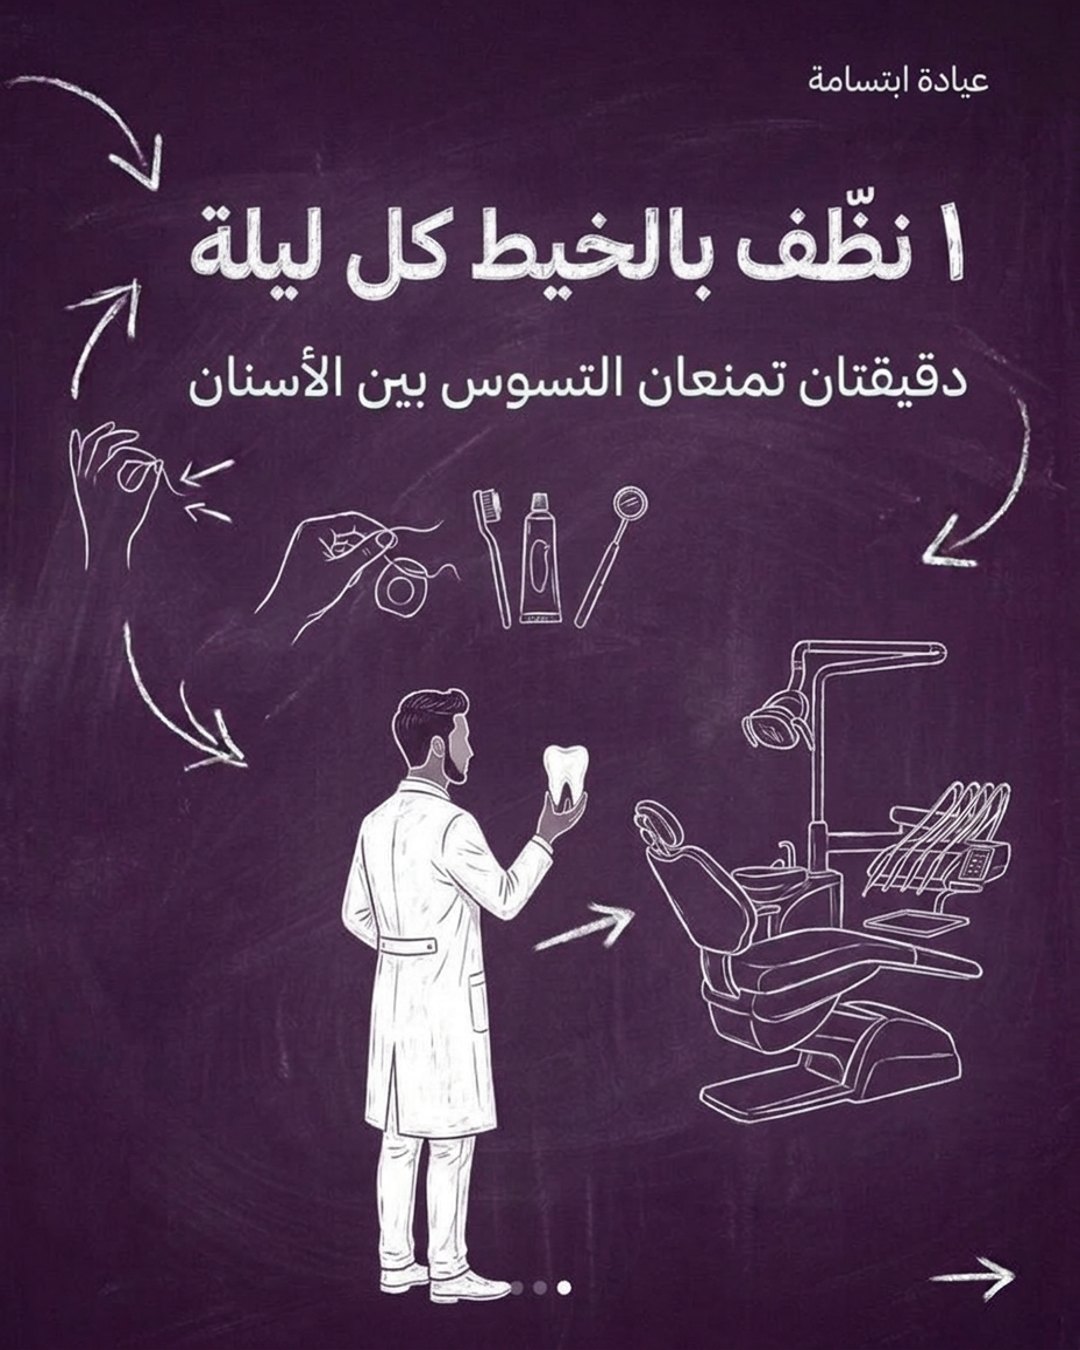 عيادة ابتسامة
١ نظّف بالخيط كل ليلة
دقيقتان تمنعان التسوس بين الأسنان